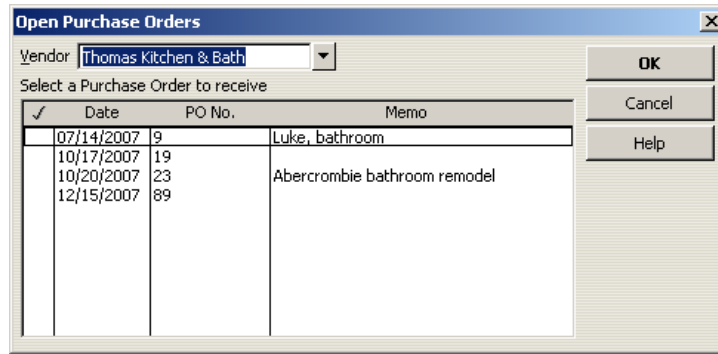 Open Purchase Orders
Vendor Thomas Kitchen & Bath
OK
Select a Purchase Order to receive
Cancel
✓ Date PO No. Memo
Help
07/14/2007 9 Luke, bathroom
10/17/2007 19
10/20/2007 23 Abercrombie bathroom remodel
12/15/2007 89